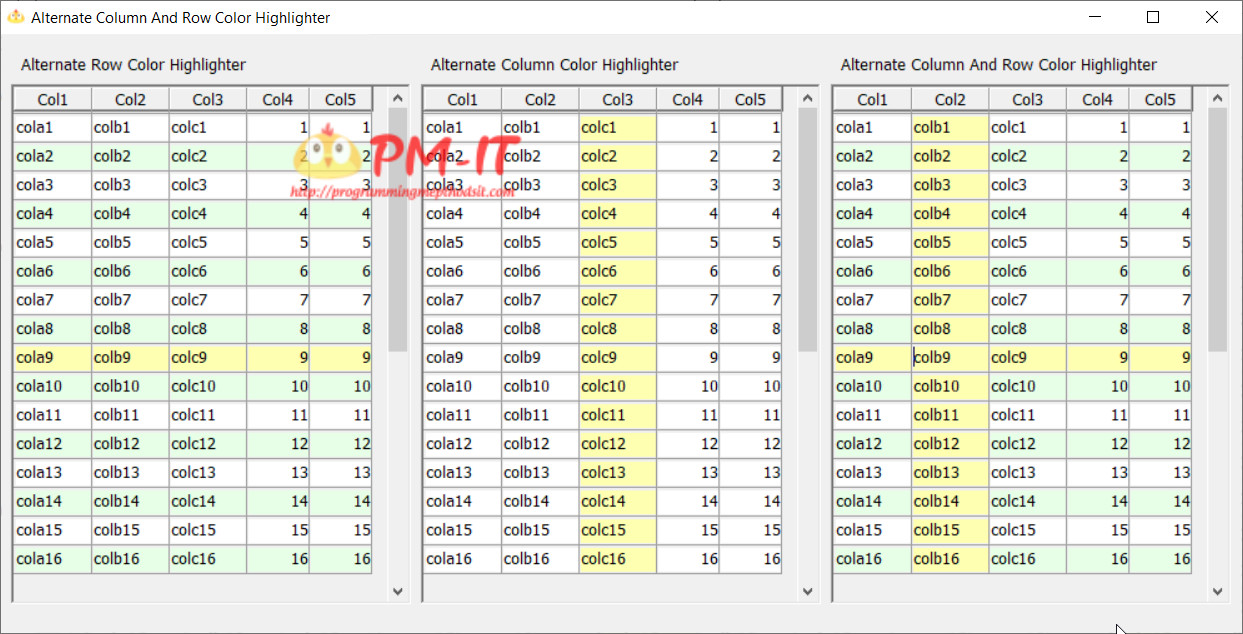 Alternate Column And Row Color Highlighter
Alternate Row Color Highlighter
Col1 Col2 Col3 Col4 Col5
cola1 colb1 colc1 1 1
cola2 colb2 colc2 2 2
cola3 colb3 colc3 3 3
cola4 colb4 colc4 4 4
cola5 colb5 colc5 5 5
cola6 colb6 colc6 6 6
cola7 colb7 colc7 7 7
cola8 colb8 colc8 8 8
cola9 colb9 colc9 9 9
cola10 colb10 colc10 10 10
cola11 colb11 colc11 11 11
cola12 colb12 colc12 12 12
cola13 colb13 colc13 13 13
cola14 colb14 colc14 14 14
cola15 colb15 colc15 15 15
cola16 colb16 colc16 16 16
PM-IT
http://programmingmepthodsit.com
Alternate Column Color Highlighter
Col1 Col2 Col3 Col4 Col5
cola1 colb1 colc1 1 1
cola2 colb2 colc2 2 2
cola3 colb3 colc3 3 3
cola4 colb4 colc4 4 4
cola5 colb5 colc5 5 5
cola6 colb6 colc6 6 6
cola7 colb7 colc7 7 7
cola8 colb8 colc8 8 8
cola9 colb9 colc9 9 9
cola10 colb10 colc10 10 10
cola11 colb11 colc11 11 11
cola12 colb12 colc12 12 12
cola13 colb13 colc13 13 13
cola14 colb14 colc14 14 14
cola15 colb15 colc15 15 15
cola16 colb16 colc16 16 16
Alternate Column And Row Color Highlighter
Col1 Col2 Col3 Col4 Col5
cola1 colb1 colc1 1 1
cola2 colb2 colc2 2 2
cola3 colb3 colc3 3 3
cola4 colb4 colc4 4 4
cola5 colb5 colc5 5 5
cola6 colb6 colc6 6 6
cola7 colb7 colc7 7 7
cola8 colb8 colc8 8 8
cola9 colb9 colc9 9 9
cola10 colb10 colc10 10 10
cola11 colb11 colc11 11 11
cola12 colb12 colc12 12 12
cola13 colb13 colc13 13 13
cola14 colb14 colc14 14 14
cola15 colb15 colc15 15 15
cola16 colb16 colc16 16 16